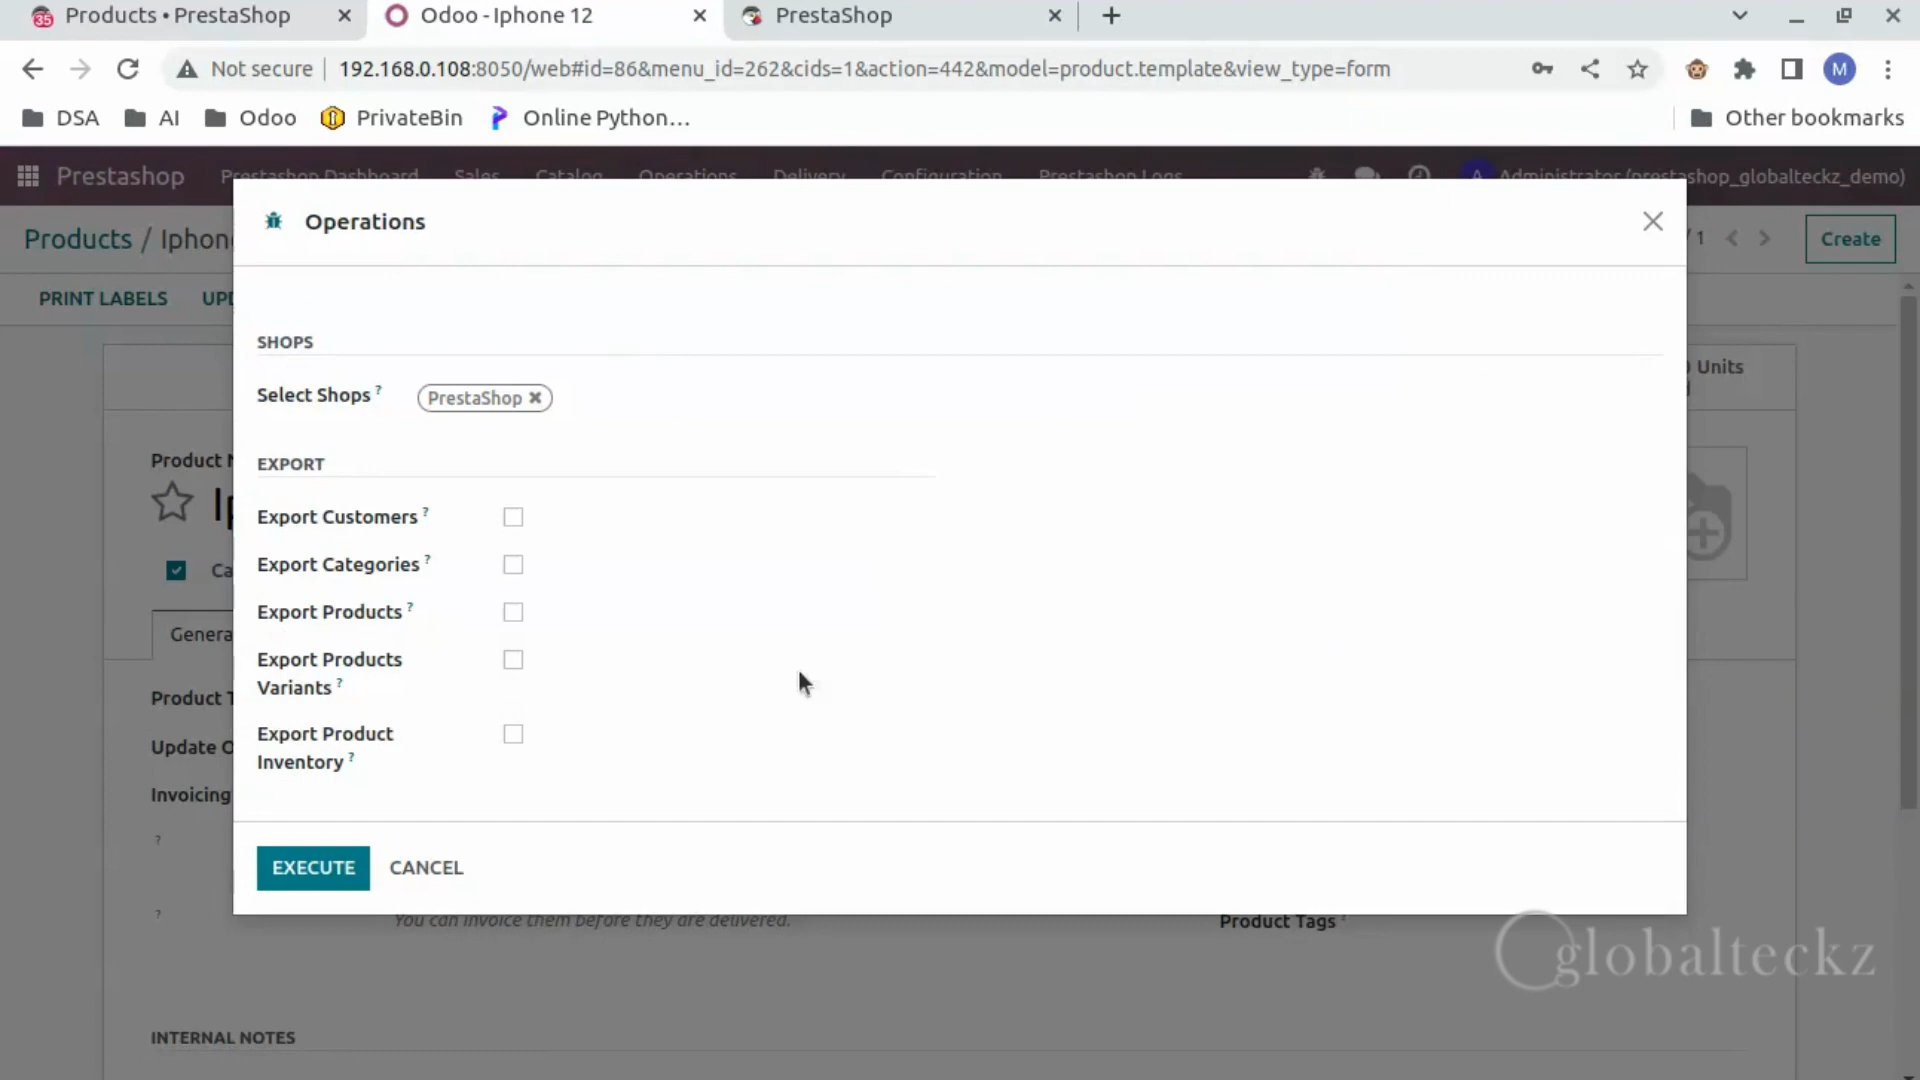 35 Products • PrestaShop
Odoo - Iphone 12
PrestaShop
Not secure 192.168.0.108:8050/web#id=86&menu_id=262&cids=1&action=442&model=product.template&view_type=form
M
DSA
AI
Odoo
PrivateBin
Online Python…
Other bookmarks
Prestashop Prestashop Dashboard Sales Catalog Operations Delivery Configuration Prestashop Logs A Administrator (prestashop_globalteckz_demo)
Products / Iphon
Operations
/ 1
Create
PRINT LABELS
UPD
SHOPS
Units
Select Shops ?
PrestaShop
Product N
EXPORT
Ip
Export Customers ?
Export Categories ?
Ca
Export Products ?
Genera
Export Products Variants ?
Product T
Export Product Inventory ?
Update O
Invoicing
?
EXECUTE
CANCEL
?
You can invoice them before they are delivered.
Product Tags ?
globalteckz
INTERNAL NOTES